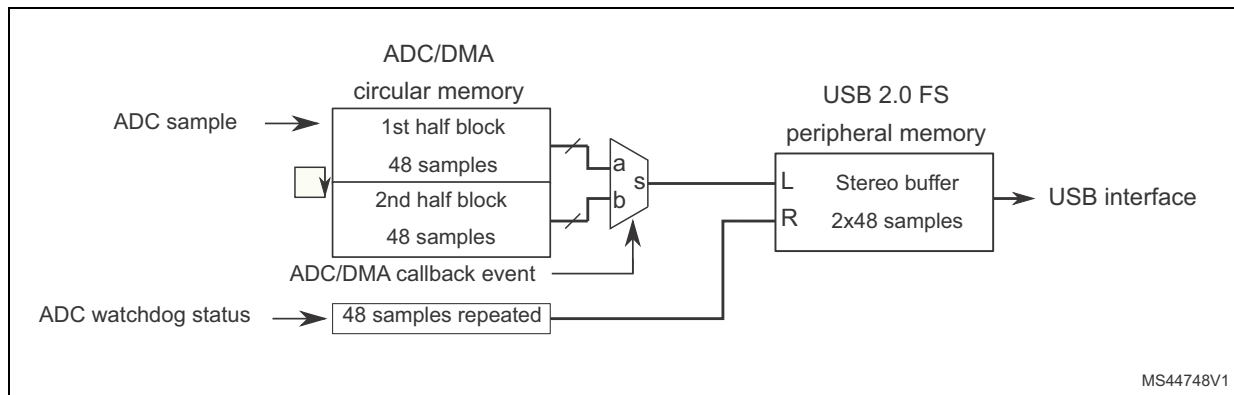 ADC/DMA
circular memory
USB 2.0 FS
peripheral memory
ADC sample
1st half block
48 samples
2nd half block
48 samples
a
b
s
L
R
Stereo buffer
2x48 samples
USB interface
ADC/DMA callback event
ADC watchdog status
48 samples repeated
MS44748V1